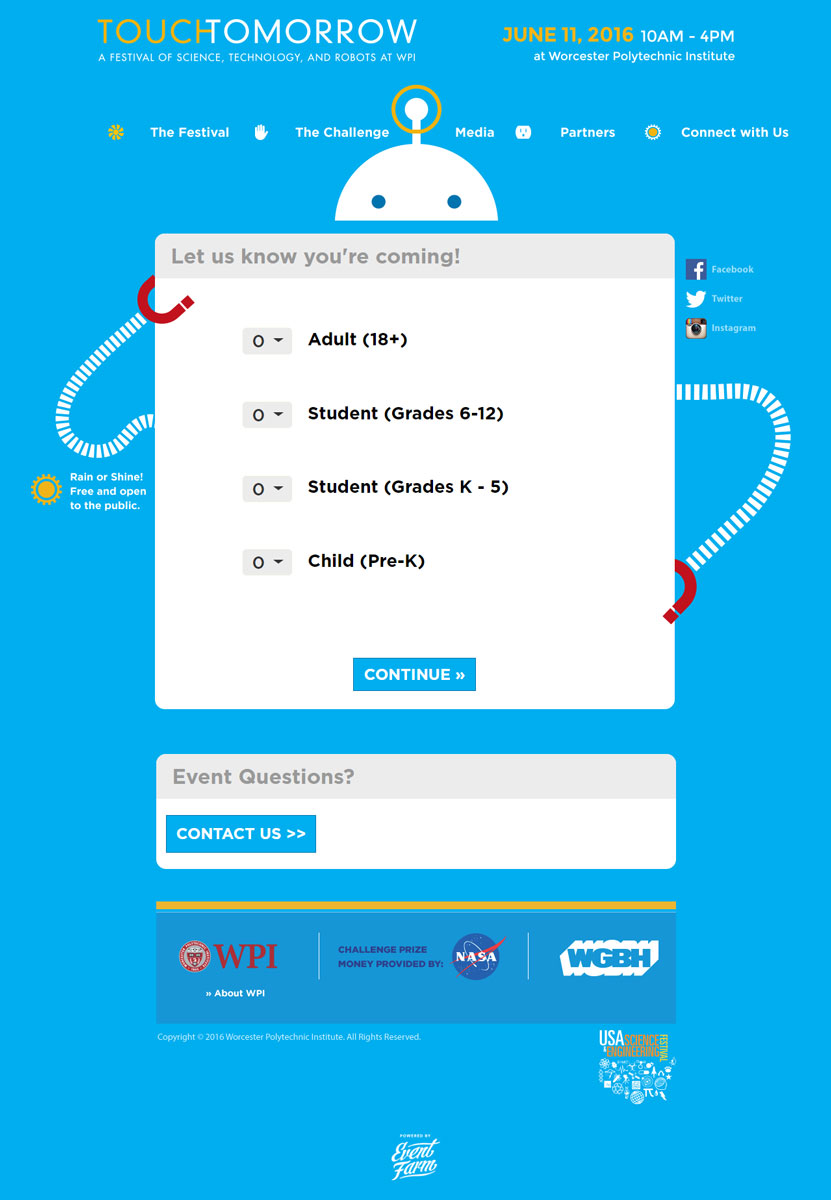 TOUCHTOMORROW
A FESTIVAL OF SCIENCE, TECHNOLOGY, AND ROBOTS AT WPI
JUNE 11, 2016 10AM - 4PM
at Worcester Polytechnic Institute
The Festival The Challenge Media Partners Connect with Us
Let us know you're coming!
Facebook
Twitter
Instagram
0 Adult (18+)
0 Student (Grades 6-12)
0 Student (Grades K - 5)
0 Child (Pre-K)
Rain or Shine!
Free and open
to the public.
CONTINUE »
Event Questions?
CONTACT US >>
WPI
» About WPI
CHALLENGE PRIZE
MONEY PROVIDED BY:
NASA
WGBH
Copyright © 2016 Worcester Polytechnic Institute. All Rights Reserved.
USA SCIENCE
& ENGINEERING
FESTIVAL
POWERED BY
Event
Farm